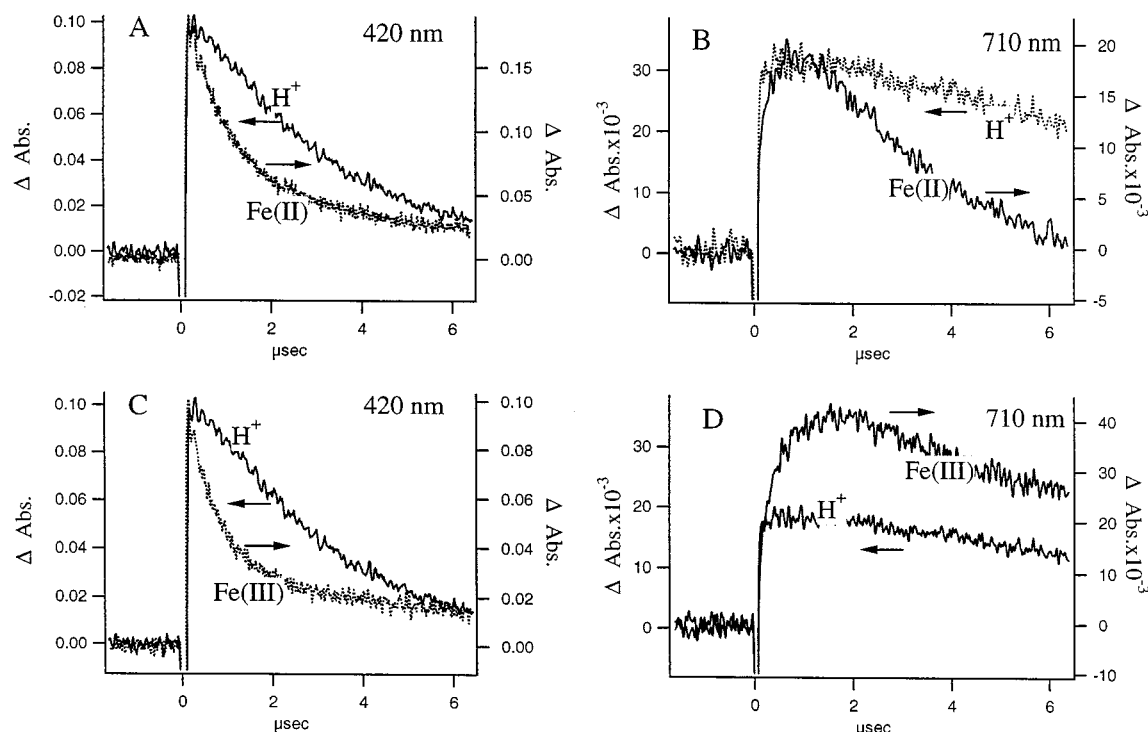 A
420 nm
Δ Abs.
0.10
0.08
0.06
0.04
0.02
0.00
-0.02
H+
Fe(II)
0.15
0.10
0.05
0.00
Δ Abs.
0
2
4
6
µsec
B
710 nm
Δ Abs.x10-3
30
20
10
0
H+
Fe(II)
20
15
10
5
0
-5
Δ Abs.x10-3
0
2
4
6
µsec
C
420 nm
Δ Abs.
0.10
0.08
0.06
0.04
0.02
0.00
H+
Fe(III)
0.10
0.08
0.06
0.04
0.02
0.00
Δ Abs.
0
2
4
6
µsec
D
710 nm
Δ Abs.x10-3
30
20
10
0
Fe(III)
H+
40
30
20
10
0
-10
Δ Abs.x10-3
0
2
4
6
µsec